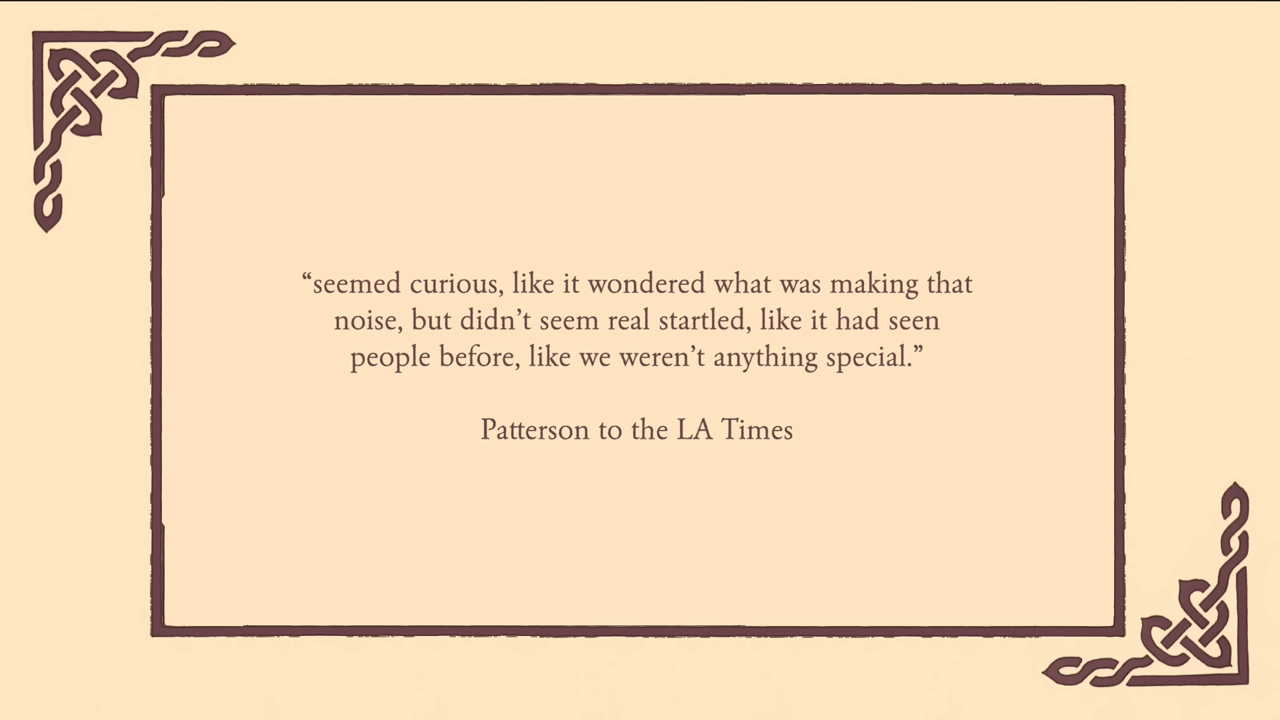 “seemed curious, like it wondered what was making that
noise, but didn’t seem real startled, like it had seen
people before, like we weren’t anything special.”
Patterson to the LA Times